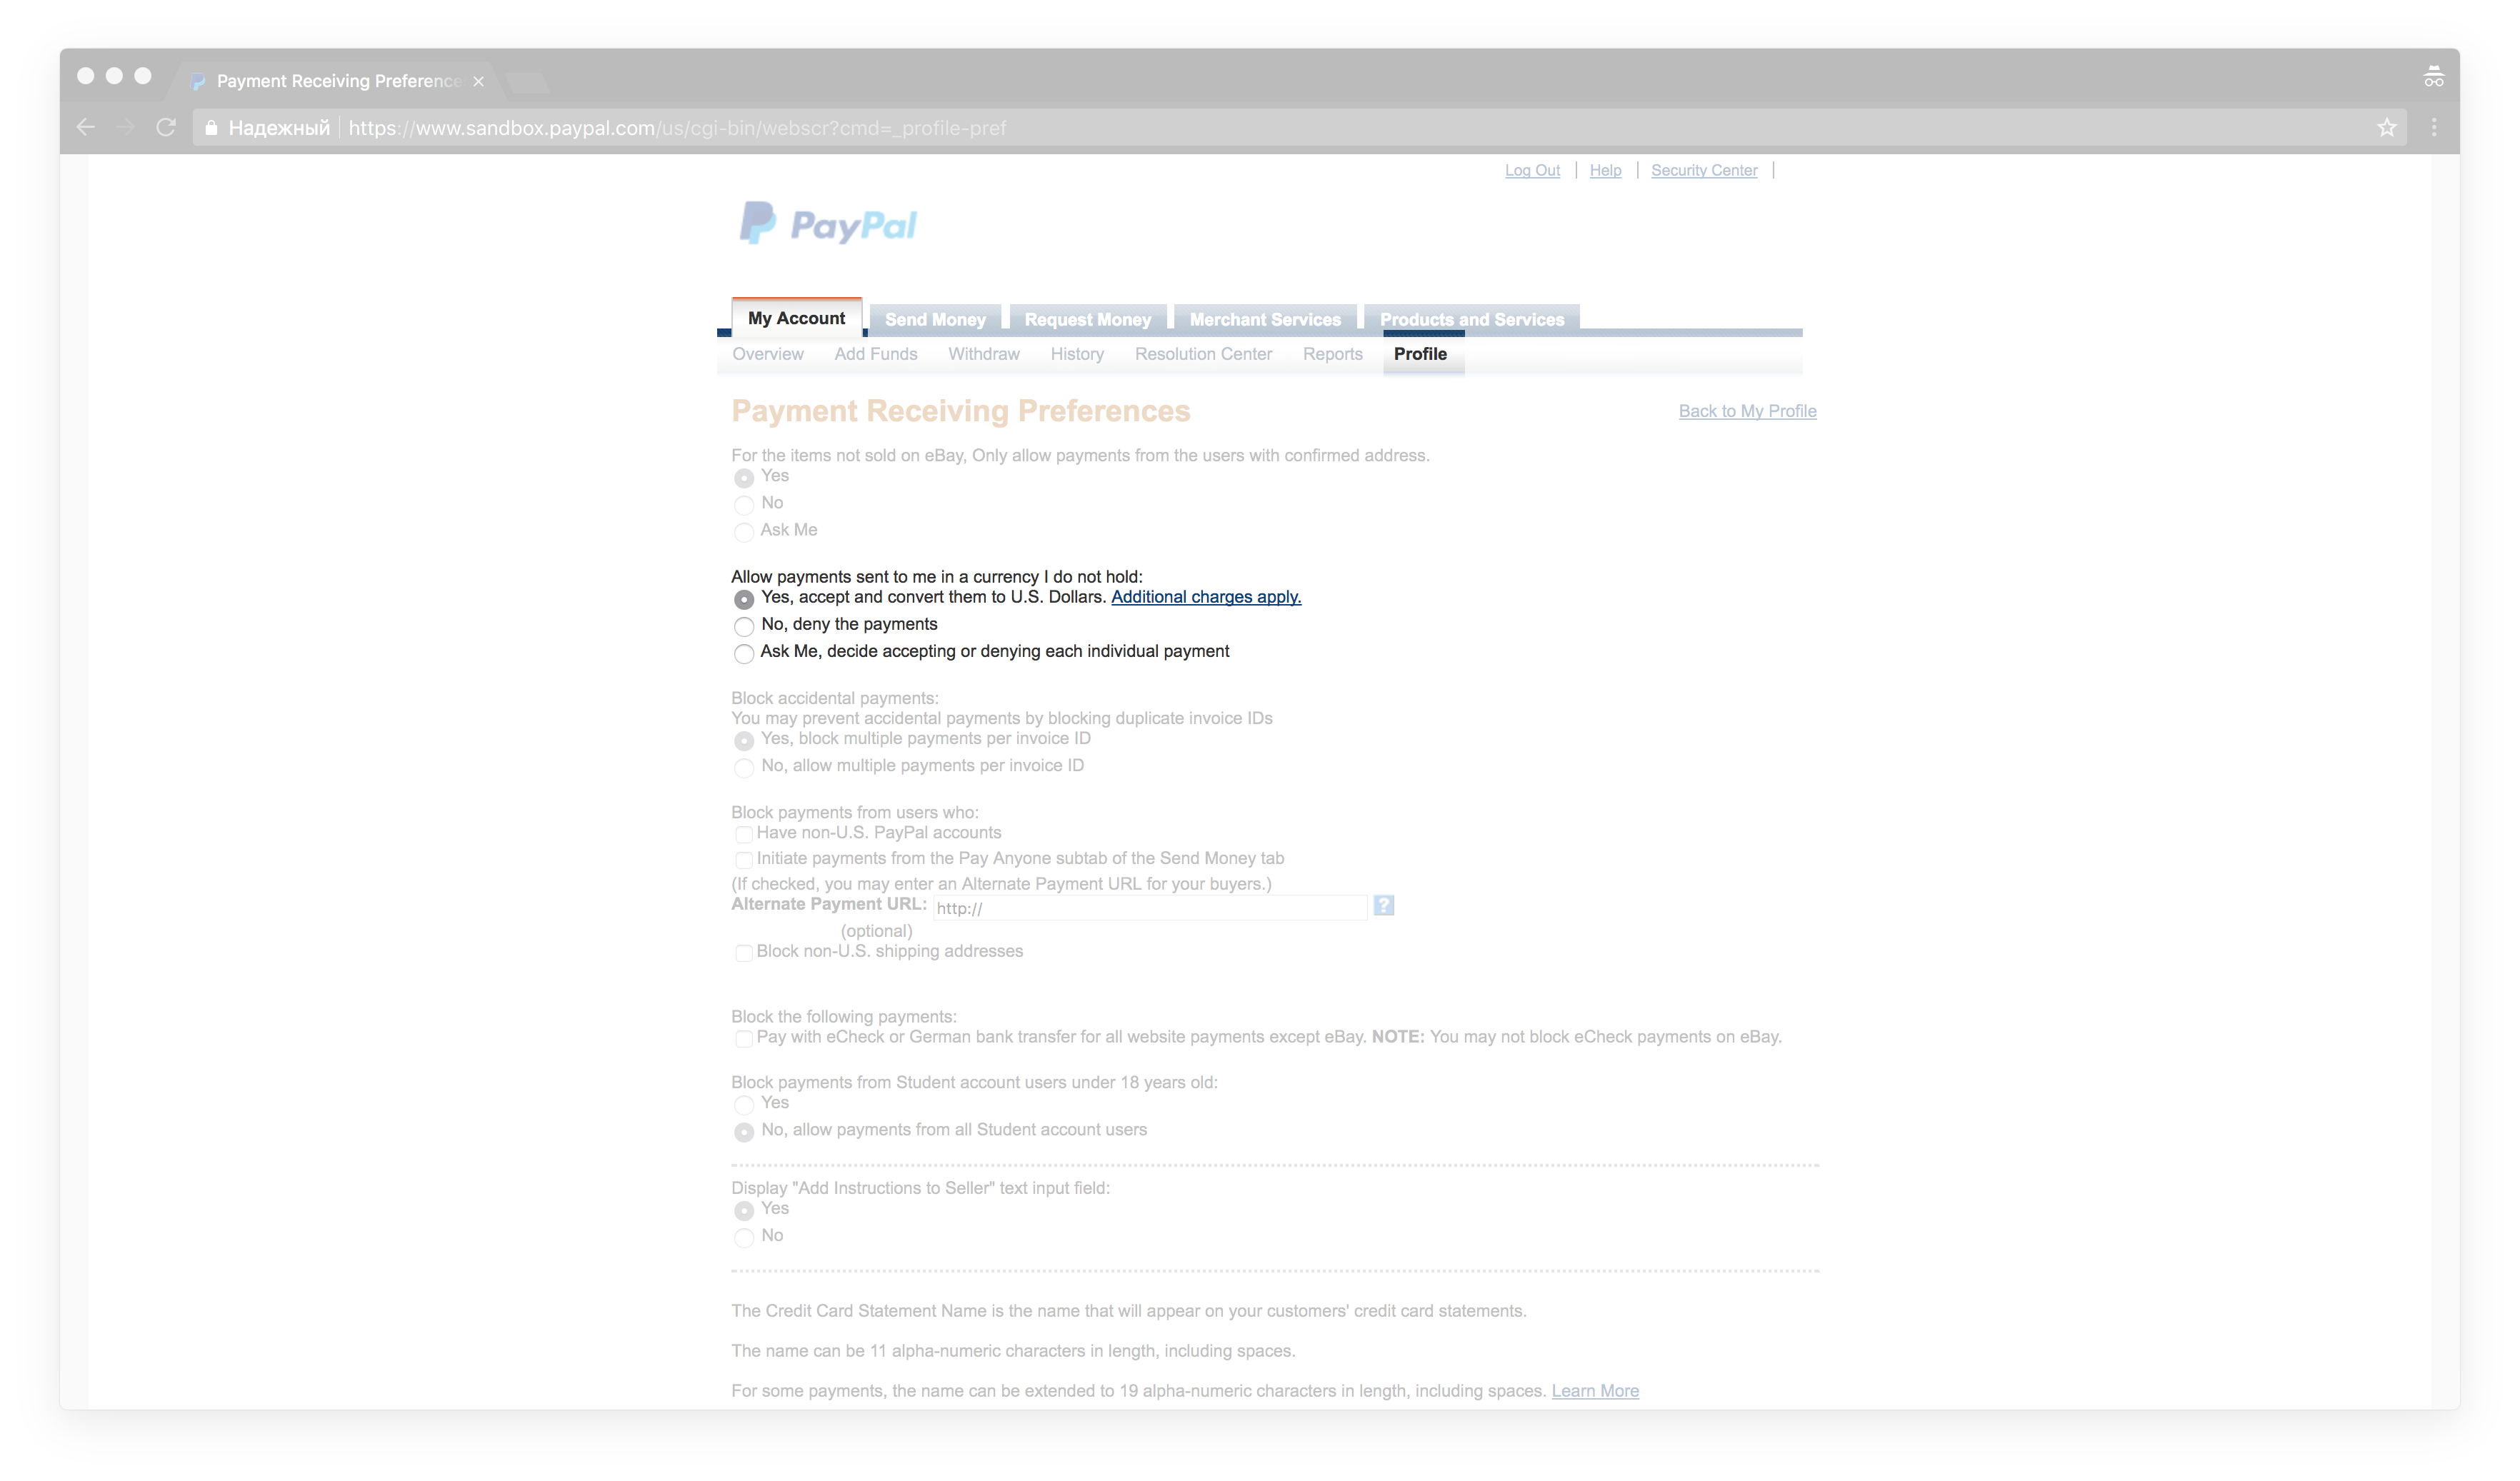 Payment Receiving Preference
Надежный https://www.sandbox.paypal.com/us/cgi-bin/webscr?cmd=_profile-pref
Log Out Help Security Center
PayPal
My Account Send Money Request Money Merchant Services Products and Services
Overview Add Funds Withdraw History Resolution Center Reports Profile
Payment Receiving Preferences Back to My Profile
For the items not sold on eBay, Only allow payments from the users with confirmed address.
Yes
No
Ask Me
Allow payments sent to me in a currency I do not hold:
Yes, accept and convert them to U.S. Dollars. Additional charges apply.
No, deny the payments
Ask Me, decide accepting or denying each individual payment
Block accidental payments:
You may prevent accidental payments by blocking duplicate invoice IDs
Yes, block multiple payments per invoice ID
No, allow multiple payments per invoice ID
Block payments from users who:
Have non-U.S. PayPal accounts
Initiate payments from the Pay Anyone subtab of the Send Money tab
(If checked, you may enter an Alternate Payment URL for your buyers.)
Alternate Payment URL: http:// ?
(optional)
Block non-U.S. shipping addresses
Block the following payments:
Pay with eCheck or German bank transfer for all website payments except eBay. NOTE: You may not block eCheck payments on eBay.
Block payments from Student account users under 18 years old:
Yes
No, allow payments from all Student account users
Display "Add Instructions to Seller" text input field:
Yes
No
The Credit Card Statement Name is the name that will appear on your customers' credit card statements.
The name can be 11 alpha-numeric characters in length, including spaces.
For some payments, the name can be extended to 19 alpha-numeric characters in length, including spaces. Learn More